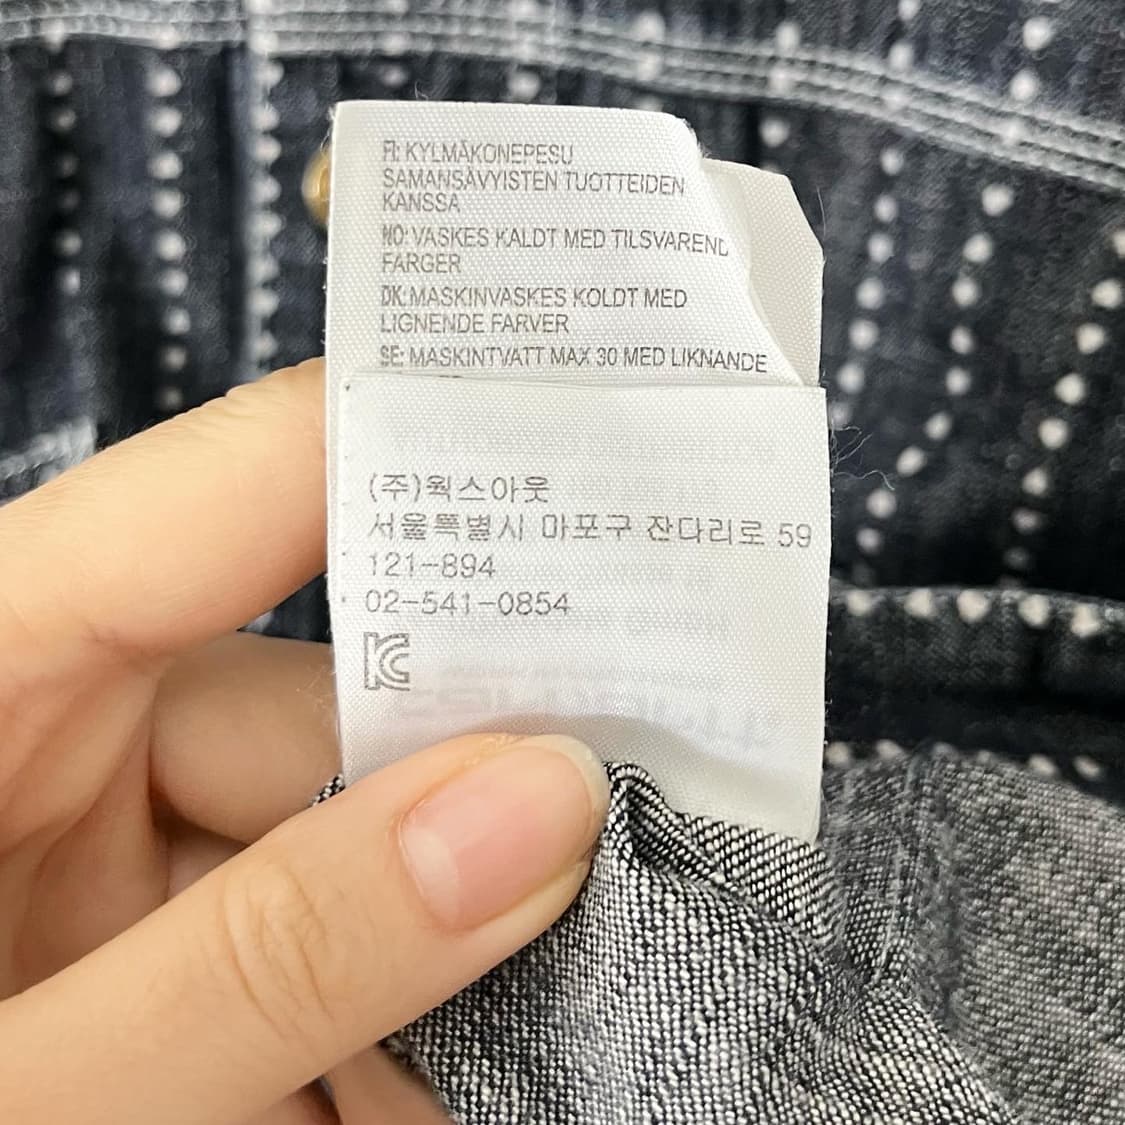 FI: KYLMÄKONEPESU
SAMANSÄVYISTEN TUOTTEIDEN
KANSSA
NO: VASKES KALDT MED TILSVAREND
FARGER
DK: MASKINVASKES KOLDT MED
LIGNENDE FARVER
SE: MASKINTVATT MAX 30 MED LIKNANDE
(주)웍스아웃
서울특별시 마포구 잔다리로 59
121-894
02-541-0854
KC